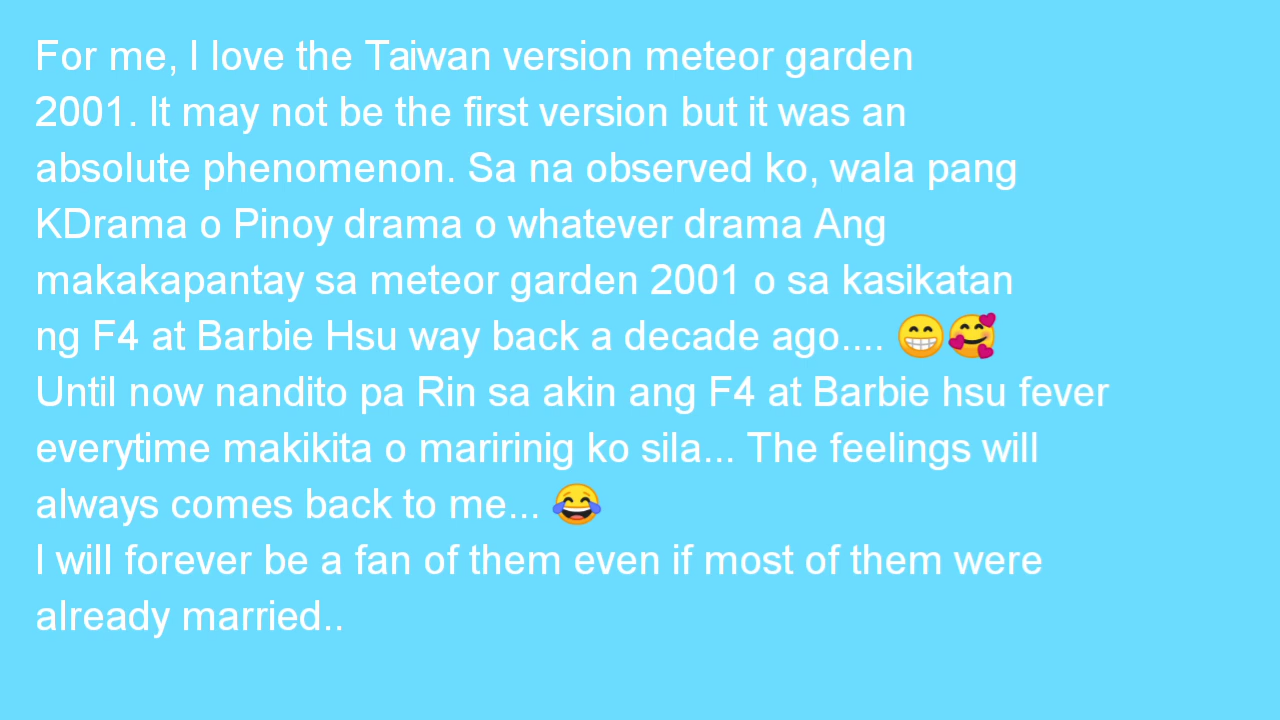 For me, I love the Taiwan version meteor garden
2001. It may not be the first version but it was an
absolute phenomenon. Sa na observed ko, wala pang
KDrama o Pinoy drama o whatever drama Ang
makakapantay sa meteor garden 2001 o sa kasikatan
ng F4 at Barbie Hsu way back a decade ago.... 😁🥰
Until now nandito pa Rin sa akin ang F4 at Barbie hsu fever
everytime makikita o maririnig ko sila... The feelings will
always comes back to me... 😂
I will forever be a fan of them even if most of them were
already married..